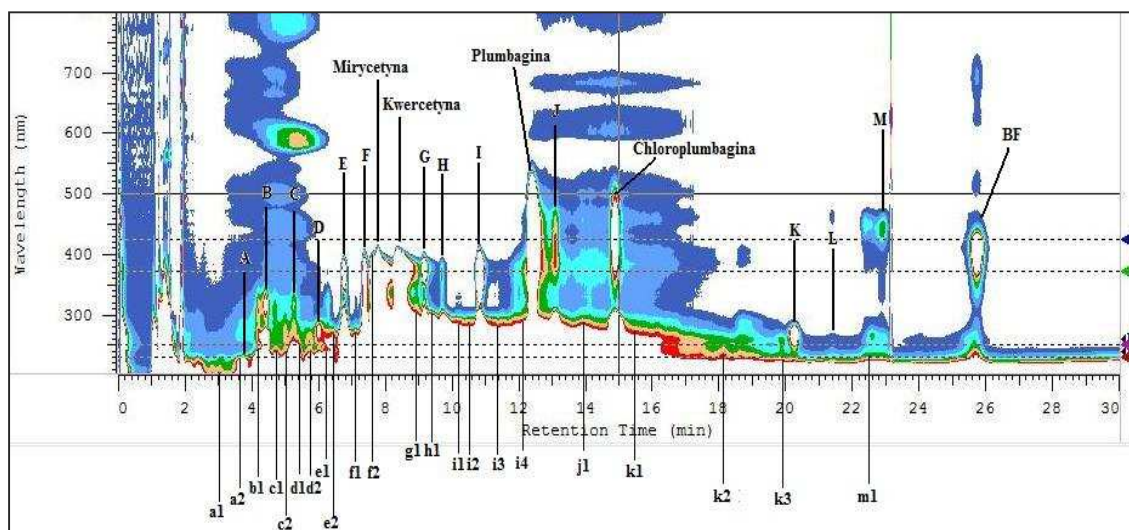 Mirycetyna
Kwercetyna
Plumbagina
Chloroplumbagina
A
B
C
D
E
F
G
H
I
J
K
L
M
BF
Wavelength (nm)
700
600
500
400
300
0 2 4 6 8 10 12 14 16 18 20 22 24 26 28 30
Retention Time (min)
a1
a2
b1
c1
c2
d1
d2
e1
e2
f1
f2
g1
h1
i1
i2
i3
i4
j1
k1
k2
k3
m1